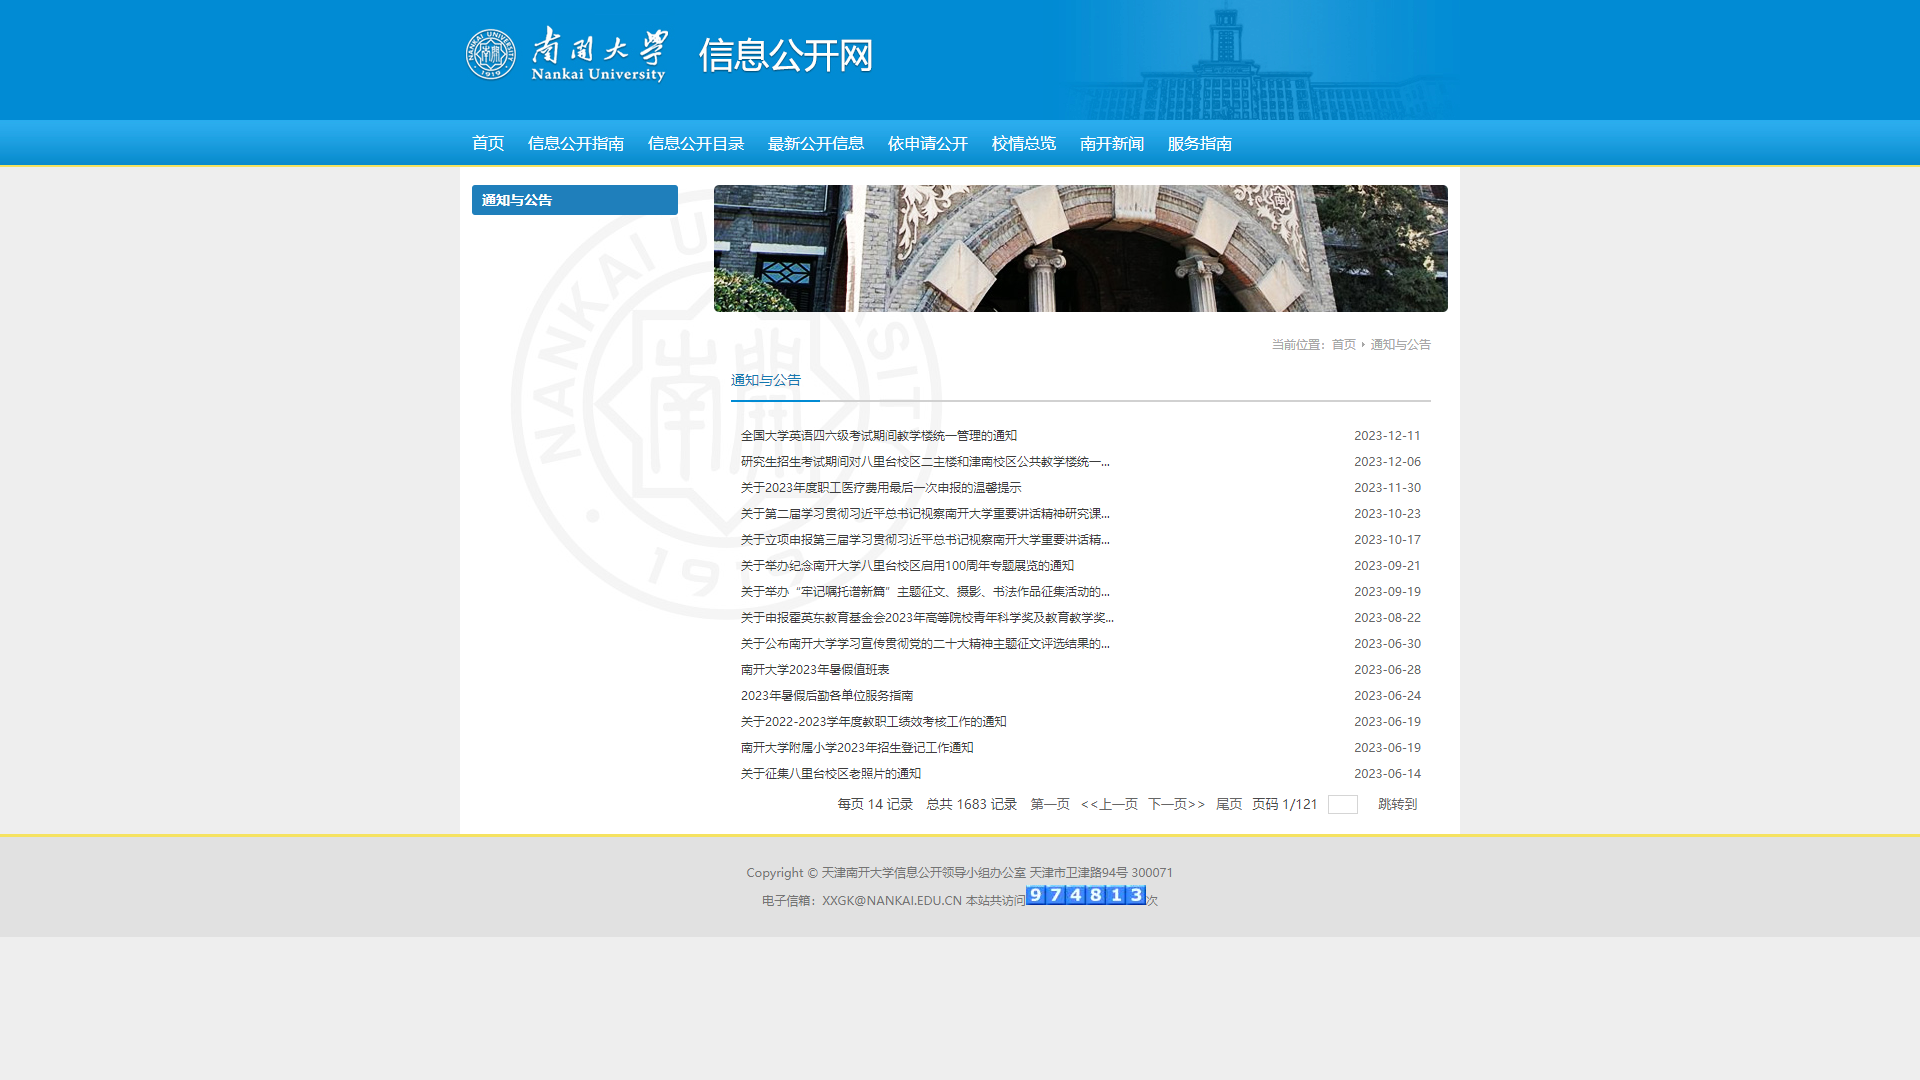 南開大学 信息公开网
Nankai University
NANKAI UNIVERSITY
1919
首页 信息公开指南 信息公开目录 最新公开信息 依申请公开 校情总览 南开新闻 服务指南
通知与公告
当前位置: 首页 通知与公告
通知与公告
全国大学英语四六级考试期间教学楼统一管理的通知 2023-12-11
研究生招生考试期间对八里台校区二主楼和津南校区公共教学楼统一... 2023-12-06
关于2023年度职工医疗费用最后一次申报的温馨提示 2023-11-30
关于第二届学习贯彻习近平总书记视察南开大学重要讲话精神研究课... 2023-10-23
关于立项申报第三届学习贯彻习近平总书记视察南开大学重要讲话精... 2023-10-17
关于举办纪念南开大学八里台校区启用100周年专题展览的通知 2023-09-21
关于举办“牢记嘱托谱新篇”主题征文、摄影、书法作品征集活动的... 2023-09-19
关于申报霍英东教育基金会2023年高等院校青年科学奖及教育教学奖... 2023-08-22
关于公布南开大学学习宣传贯彻党的二十大精神主题征文评选结果的... 2023-06-30
南开大学2023年暑假值班表 2023-06-28
2023年暑假后勤各单位服务指南 2023-06-24
关于2022-2023学年度教职工绩效考核工作的通知 2023-06-19
南开大学附属小学2023年招生登记工作通知 2023-06-19
关于征集八里台校区老照片的通知 2023-06-14
每页 14 记录 总共 1683 记录 第一页 <<上一页 下一页>> 尾页 页码 1/121 跳转到
Copyright © 天津南开大学信息公开领导小组办公室 天津市卫津路94号 300071
电子信箱：XXGK@NANKAI.EDU.CN 本站共访问974813次